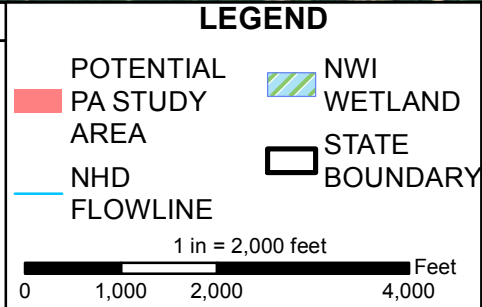 LEGEND
POTENTIAL
PA STUDY
AREA
NHD
FLOWLINE
NWI
WETLAND
STATE
BOUNDARY
1 in = 2,000 feet
Feet
0 1,000 2,000 4,000